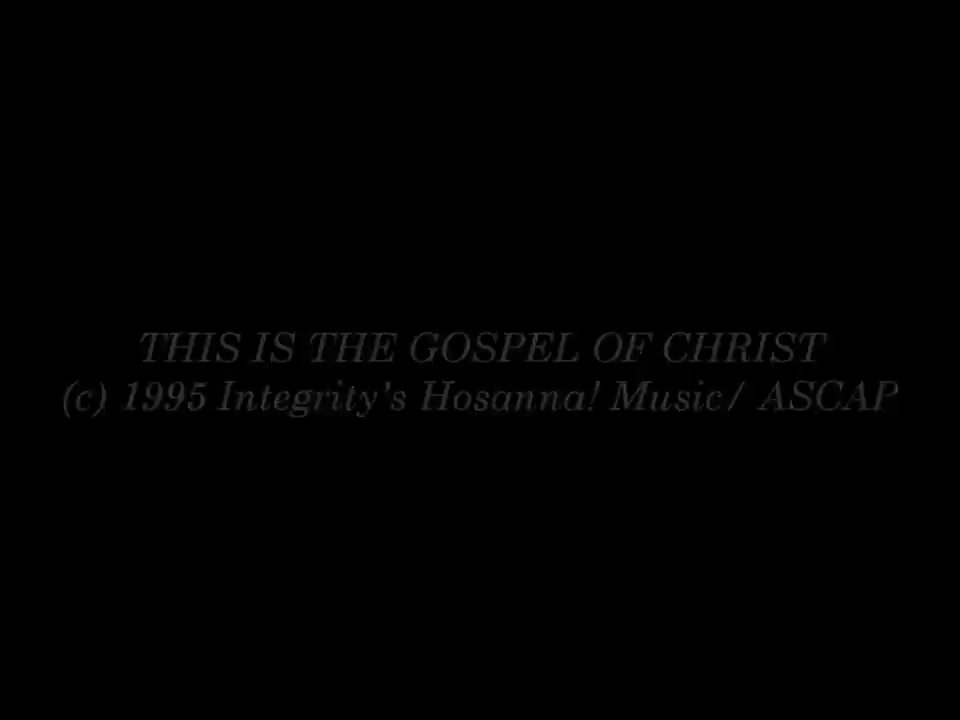 THIS IS THE GOSPEL OF CHRIST
(c) 1995 Integrity's Hosanna! Music/ ASCAP